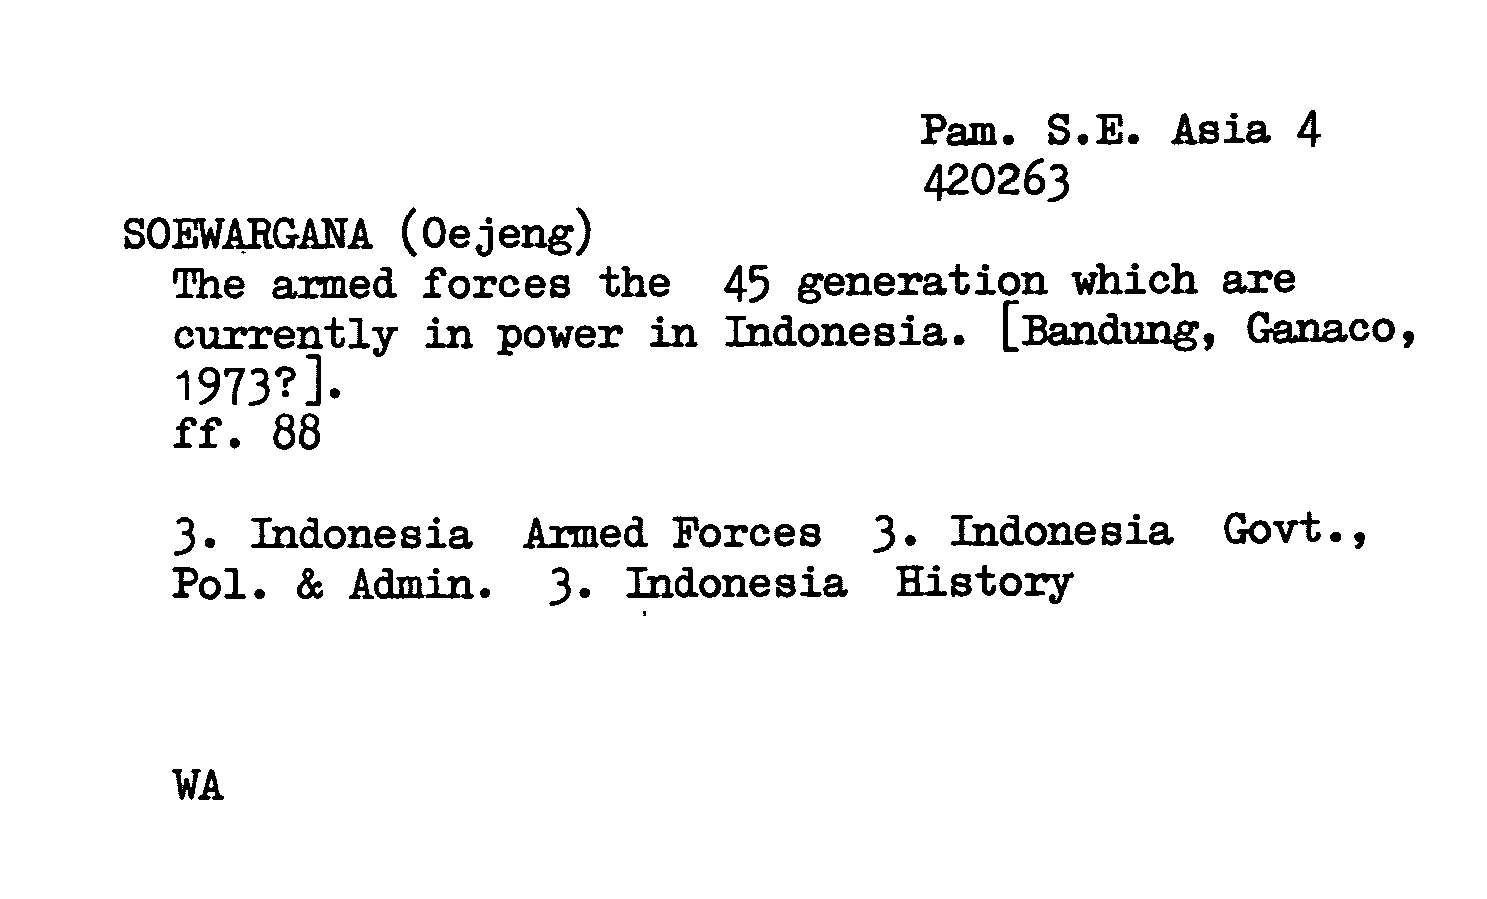 Pam. S.E. Asia 4
420263
SOEWARGANA (Oejeng)
The armed forces the 45 generation which are
currently in power in Indonesia. [Bandung, Ganaco,
1973?].
ff. 88
3. Indonesia Armed Forces 3. Indonesia Govt.,
Pol. & Admin. 3. Indonesia History
WA